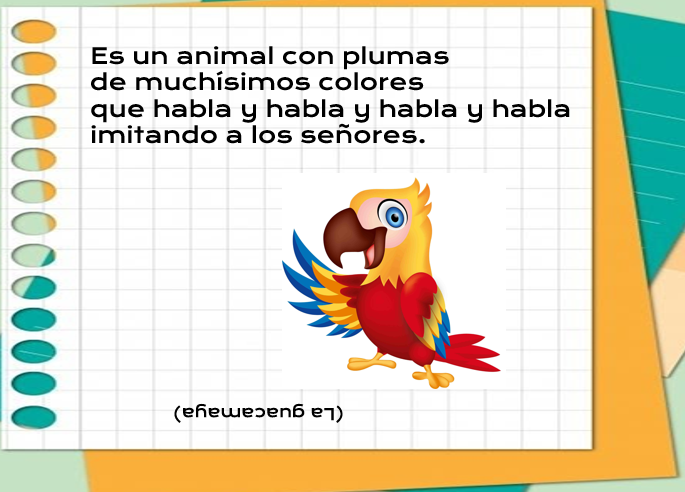 Es un animal con plumas
de muchísimos colores
que habla y habla y habla y habla
imitando a los señores.
(La guacamaya)